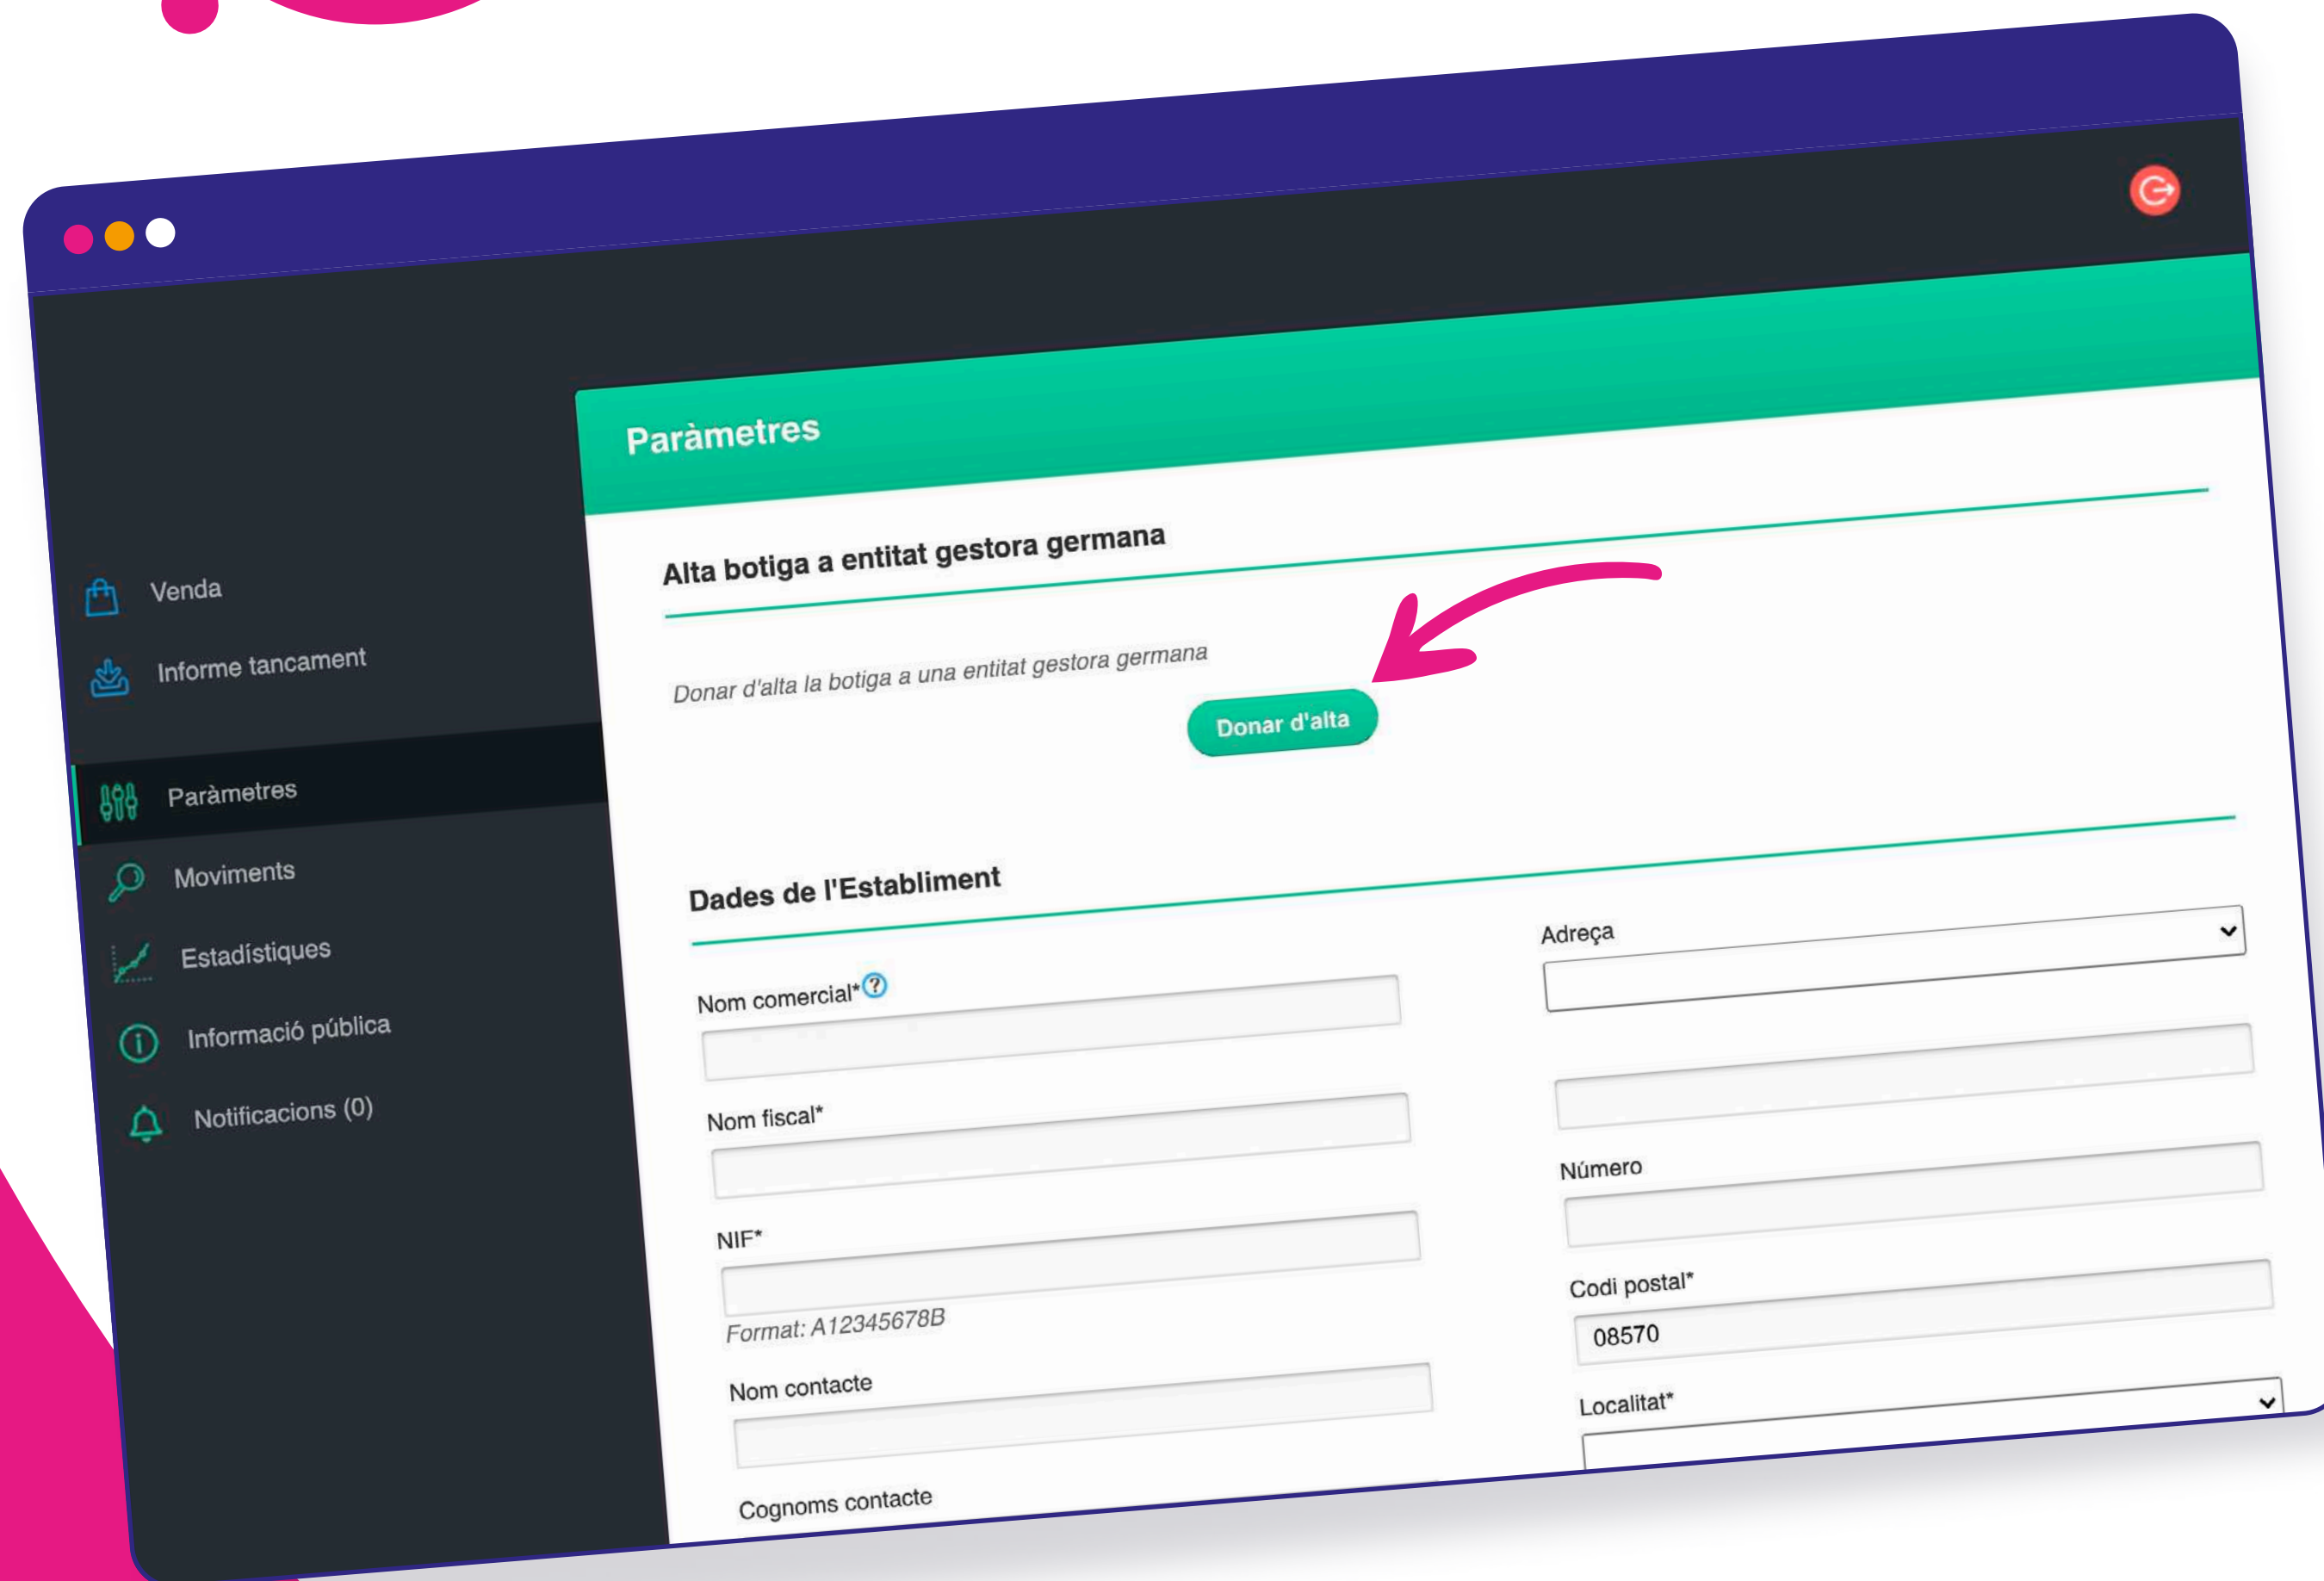 Venda
Informe tancament
Paràmetres
Moviments
Estadístiques
Informació pública
Notificacions (0)
Paràmetres
Alta botiga a entitat gestora germana
Donar d'alta la botiga a una entitat gestora germana
Donar d'alta
Dades de l'Establiment
Nom comercial*?
Nom fiscal*
NIF*
Format: A12345678B
Nom contacte
Cognoms contacte
Adreça
Número
Codi postal*
08570
Localitat*